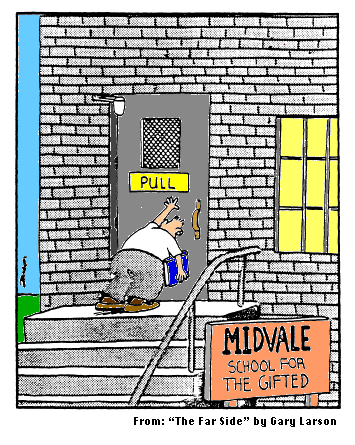 PULL
MIDVALE
SCHOOL FOR
THE GIFTED
From: “The Far Side” by Gary Larson